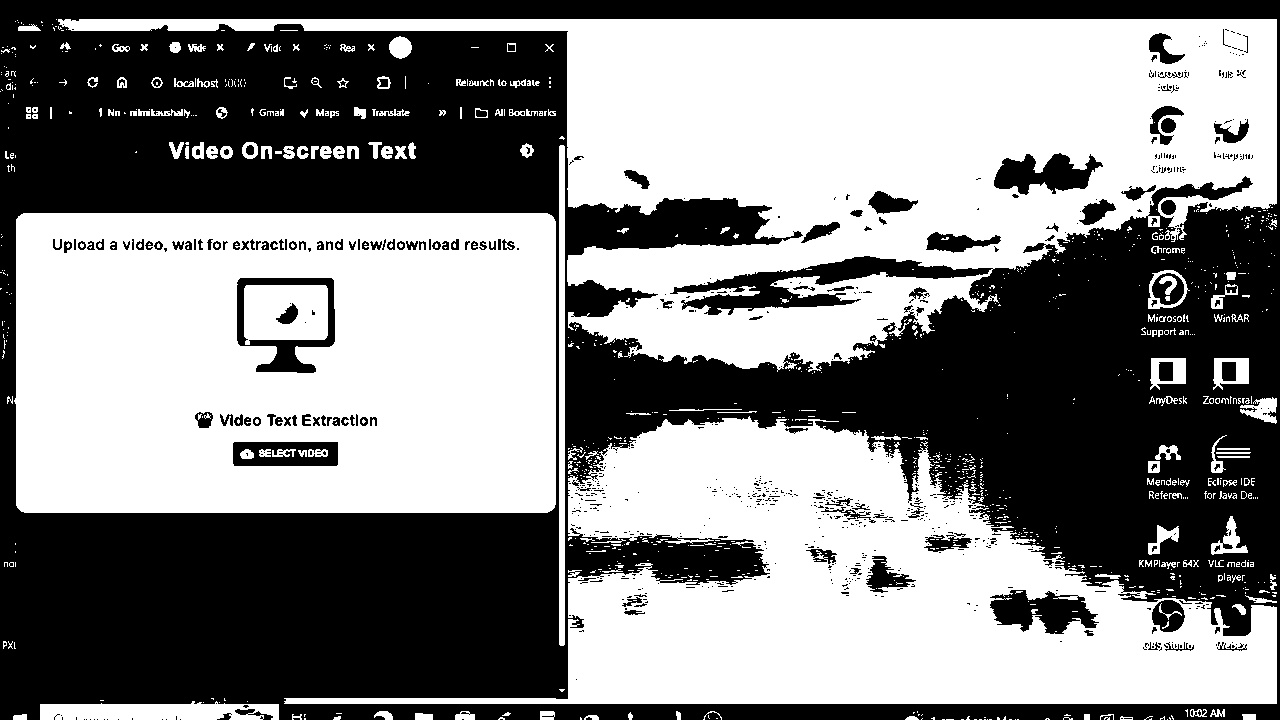 Goo
Vide
Vide
Rea
localhost:3000
Relaunch to update
Nn - nilmikaushally...
Gmail
Maps
Translate
»
All Bookmarks
Video On-screen Text
Upload a video, wait for extraction, and view/download results.
Video Text Extraction
SELECT VIDEO
Microsoft
Edge
This PC
Chrome
Telegram
Google
Chrome
Microsoft
Support an...
WinRAR
AnyDesk
ZoomInstal...
Mendeley
Referen...
Eclipse IDE
for Java De...
KMPlayer 64X
VLC media
player
OBS Studio
Webex
10:02 AM